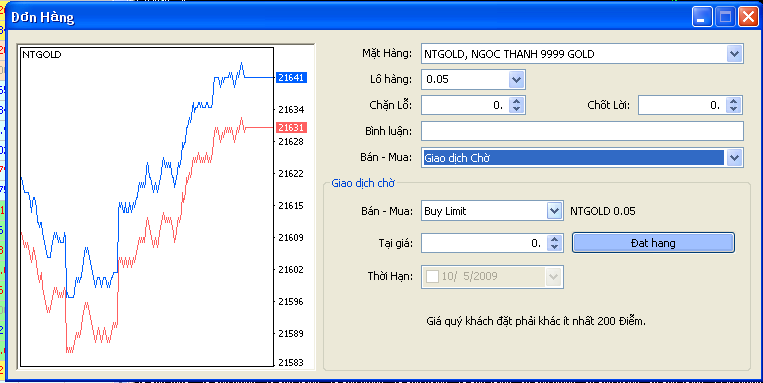 Đơn Hàng
NTGOLD
21641
21634
21631
21628
21622
21615
21609
21602
21596
21589
21583
Mặt Hàng: NTGOLD, NGOC THANH 9999 GOLD
Lô hàng: 0.05
Chặn Lỗ: 0. Chốt Lời: 0.
Bình luận:
Bán - Mua: Giao dịch Chờ
Giao dịch chờ
Bán - Mua: Buy Limit NTGOLD 0.05
Tại giá: 0. Đat hang
Thời Hạn: 10/ 5/2009
Giá quý khách đặt phải khác ít nhất 200 Điểm.